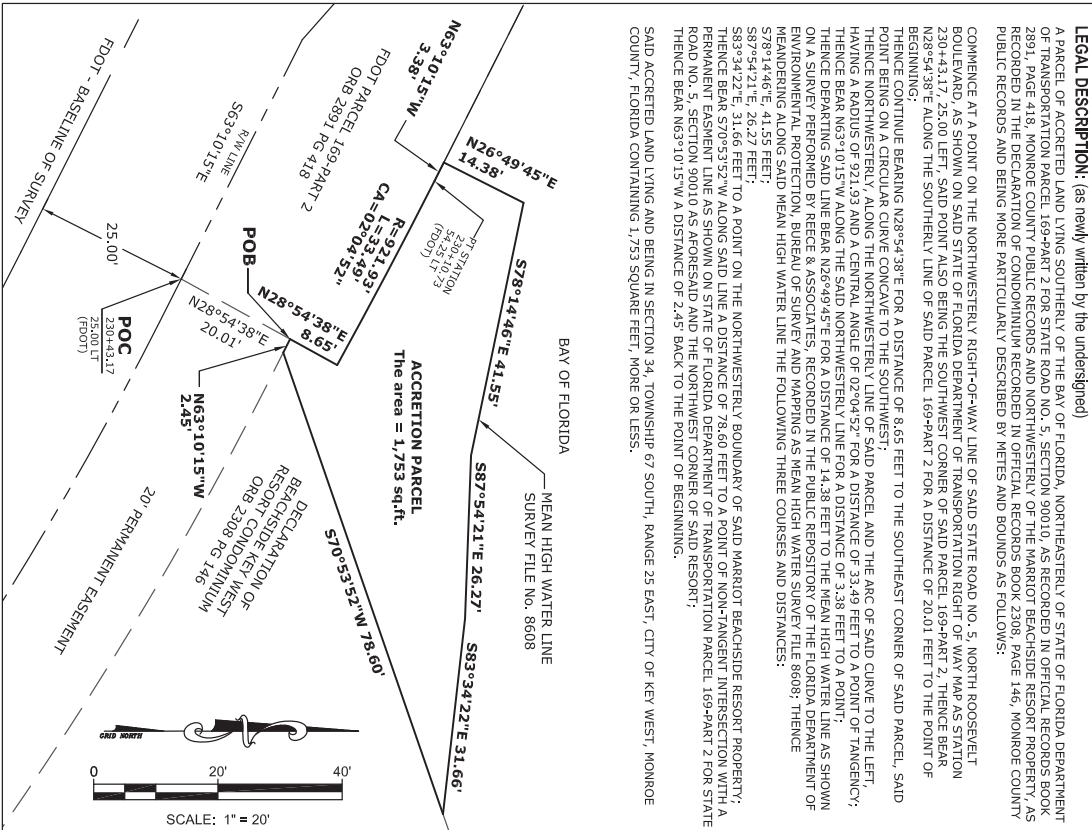 LEGAL DESCRIPTION: (as newly written by the undersigned)
A PARCEL OF ACCRETED LAND LYING SOUTHERLY OF THE BAY OF FLORIDA, NORTHEASTERLY OF STATE OF FLORIDA DEPARTMENT
OF TRANSPORTATION PARCEL 169-PART 2 FOR STATE ROAD NO. 5, SECTION 90010, AS RECORDED IN OFFICIAL RECORDS BOOK
2891, PAGE 418, MONROE COUNTY PUBLIC RECORDS AND NORTHWESTERLY OF THE MARRIOT BEACHSIDE RESORT PROPERTY, AS
RECORDED IN THE DECLARATION OF CONDOMINIUM RECORDED IN OFFICIAL RECORDS BOOK 2308, PAGE 146, MONROE COUNTY
PUBLIC RECORDS AND BEING MORE PARTICULARLY DESCRIBED BY METES AND BOUNDS AS FOLLOWS:
COMMENCE AT A POINT ON THE NORTHWESTERLY RIGHT-OF-WAY LINE OF SAID STATE ROAD NO. 5, NORTH ROOSEVELT
BOULEVARD, AS SHOWN ON SAID STATE OF FLORIDA DEPARTMENT OF TRANSPORTATION RIGHT OF WAY MAP AS STATION
230+43.17, 25.00 LEFT, SAID POINT ALSO BEING THE SOUTHWEST CORNER OF SAID PARCEL 169-PART 2, THENCE BEAR
N28°54'38"E ALONG THE SOUTHERLY LINE OF SAID PARCEL 169-PART 2 FOR A DISTANCE OF 20.01 FEET TO THE POINT OF
BEGINNING;
THENCE CONTINUE BEARING N28°54'38"E FOR A DISTANCE OF 8.65 FEET TO THE SOUTHEAST CORNER OF SAID PARCEL, SAID
POINT BEING ON A CIRCULAR CURVE CONCAVE TO THE SOUTHWEST;
THENCE NORTHWESTERLY, ALONG THE NORTHWESTERLY LINE OF SAID PARCEL AND THE ARC OF SAID CURVE TO THE LEFT,
HAVING A RADIUS OF 921.93 AND A CENTRAL ANGLE OF 02°04'52" FOR A DISTANCE OF 33.49 FEET TO A POINT OF TANGENCY;
THENCE BEAR N63°10'15"W ALONG THE SAID NORTHWESTERLY LINE FOR A DISTANCE OF 3.38 FEET TO A POINT;
THENCE DEPARTING SAID LINE BEAR N26°49'45"E FOR A DISTANCE OF 14.38 FEET TO THE MEAN HIGH WATER LINE AS SHOWN
ON A SURVEY PERFORMED BY REECE & ASSOCIATES, RECORDED IN THE PUBLIC REPOSITORY OF THE FLORIDA DEPARTMENT OF
ENVIRONMENTAL PROTECTION, BUREAU OF SURVEY AND MAPPING AS MEAN HIGH WATER SURVEY FILE 8608; THENCE
MEANDERING ALONG SAID MEAN HIGH WATER LINE THE FOLLOWING THREE COURSES AND DISTANCES:
S78°14'46"E, 41.55 FEET;
S87°54'21"E, 26.27 FEET;
S83°34'22"E, 31.66 FEET TO A POINT ON THE NORTHWESTERLY BOUNDARY OF SAID MARRIOT BEACHSIDE RESORT PROPERTY;
THENCE BEAR S70°53'52"W ALONG SAID LINE A DISTANCE OF 78.60 FEET TO A POINT OF NON-TANGENT INTERSECTION WITH A
PERMANENT EASMENT LINE AS SHOWN ON STATE OF FLORIDA DEPARTMENT OF TRANSPORTATION PARCEL 169-PART 2 FOR STATE
ROAD NO. 5, SECTION 90010 AS AFORESAID AND THE NORTHWEST CORNER OF SAID RESORT;
THENCE BEAR N63°10'15"W A DISTANCE OF 2.45' BACK TO THE POINT OF BEGINNING.
SAID ACCRETED LAND LYING AND BEING IN SECTION 34, TOWNSHIP 67 SOUTH, RANGE 25 EAST, CITY OF KEY WEST, MONROE
COUNTY, FLORIDA CONTAINING 1,753 SQUARE FEET, MORE OR LESS.
BAY OF FLORIDA
MEAN HIGH WATER LINE
SURVEY FILE No. 8608
N26°49'45"E
14.38'
S78°14'46"E 41.55'
S87°54'21"E 26.27'
S83°34'22"E 31.66'
N63°10'15"W
3.38'
PT STATION
230+10.73
54.25 LT
(FDOT)
FDOT PARCEL 169-PART 2
ORB 2891 PG 418
R=921.93'
L=33.49'
CA=02°04'52"
ACCRETION PARCEL
The area = 1,753 sq.ft.
N28°54'38"E
8.65'
POB
S70°53'52"W 78.60'
S63°10'15"E
R/W LINE
N28°54'38"E
20.01'
N63°10'15"W
2.45'
DECLARATION OF
BEACHSIDE KEY WEST
RESORT CONDOMINIUM
ORB 2308 PG 146
FDOT - BASELINE OF SURVEY
25.00'
POC
230+43.17
25.00 LT
(FDOT)
20' PERMANENT EASEMENT
GRID NORTH
0 20' 40'
SCALE: 1" = 20'